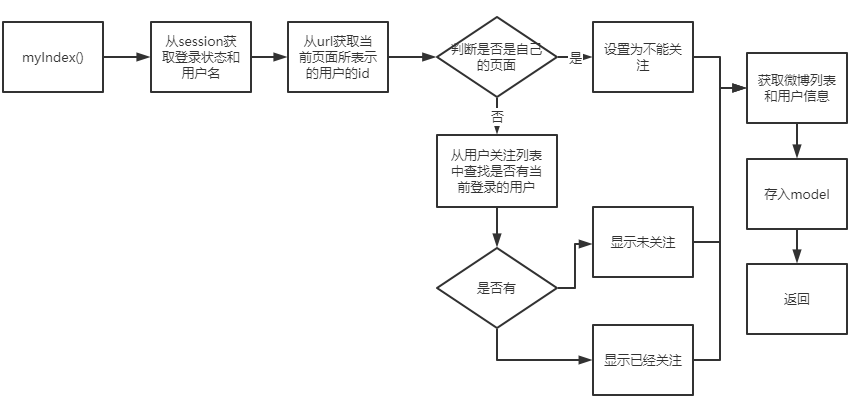 myIndex()
从session获
取登录状态和
用户名
从url获取当
前页面所表示
的用户的id
判断是否是自己
的页面
是
设置为不能关
注
获取微博列表
和用户信息
否
从用户关注列表
中查找是否有当
前登录的用户
存入model
显示未关注
是否有
返回
显示已经关注